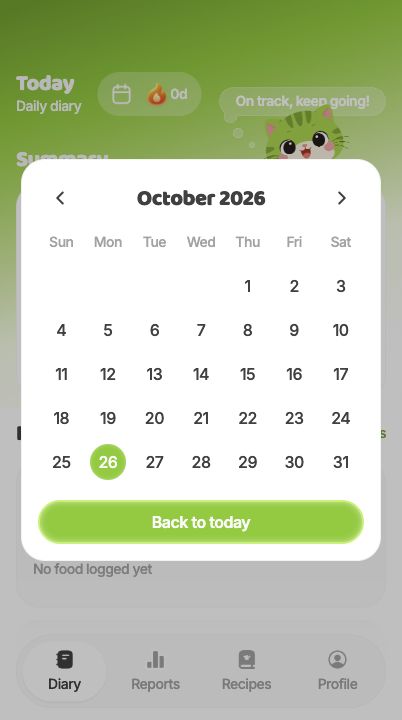 Today
Daily diary
0d
On track, keep going!
Summary
October 2026
Sun Mon Tue Wed Thu Fri Sat
1 2 3
4 5 6 7 8 9 10
11 12 13 14 15 16 17
18 19 20 21 22 23 24
25 26 27 28 29 30 31
Back to today
No food logged yet
Diary Reports Recipes Profile